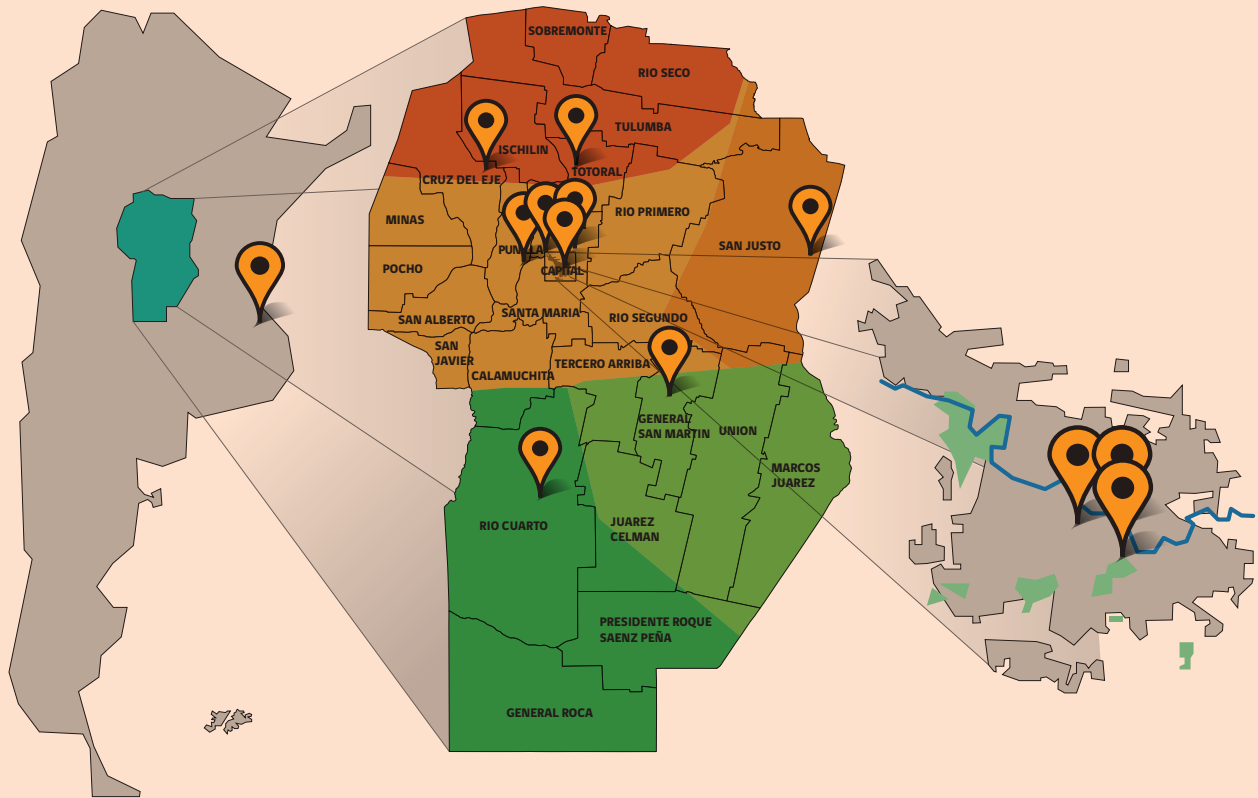 SOBREMONTE
RIO SECO
TULUMBA
ISCHILIN
TOTORAL
CRUZ DEL EJE
MINAS
RIO PRIMERO
SAN JUSTO
PUNILLA
POCHO
CAPITAL
SANTA MARIA
RIO SEGUNDO
SAN ALBERTO
SAN
JAVIER
TERCERO ARRIBA
CALAMUCHITA
GENERAL
SAN MARTIN
UNION
MARCOS
JUAREZ
RIO CUARTO
JUAREZ
CELMAN
PRESIDENTE ROQUE
SAENZ PEÑA
GENERAL ROCA